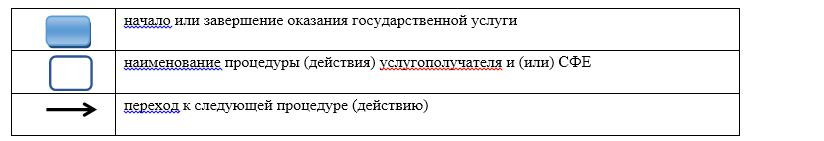 начало или завершение оказания государственной услуги
наименование процедуры (действия) услугополучателя и (или) СФЕ
переход к следующей процедуре (действию)